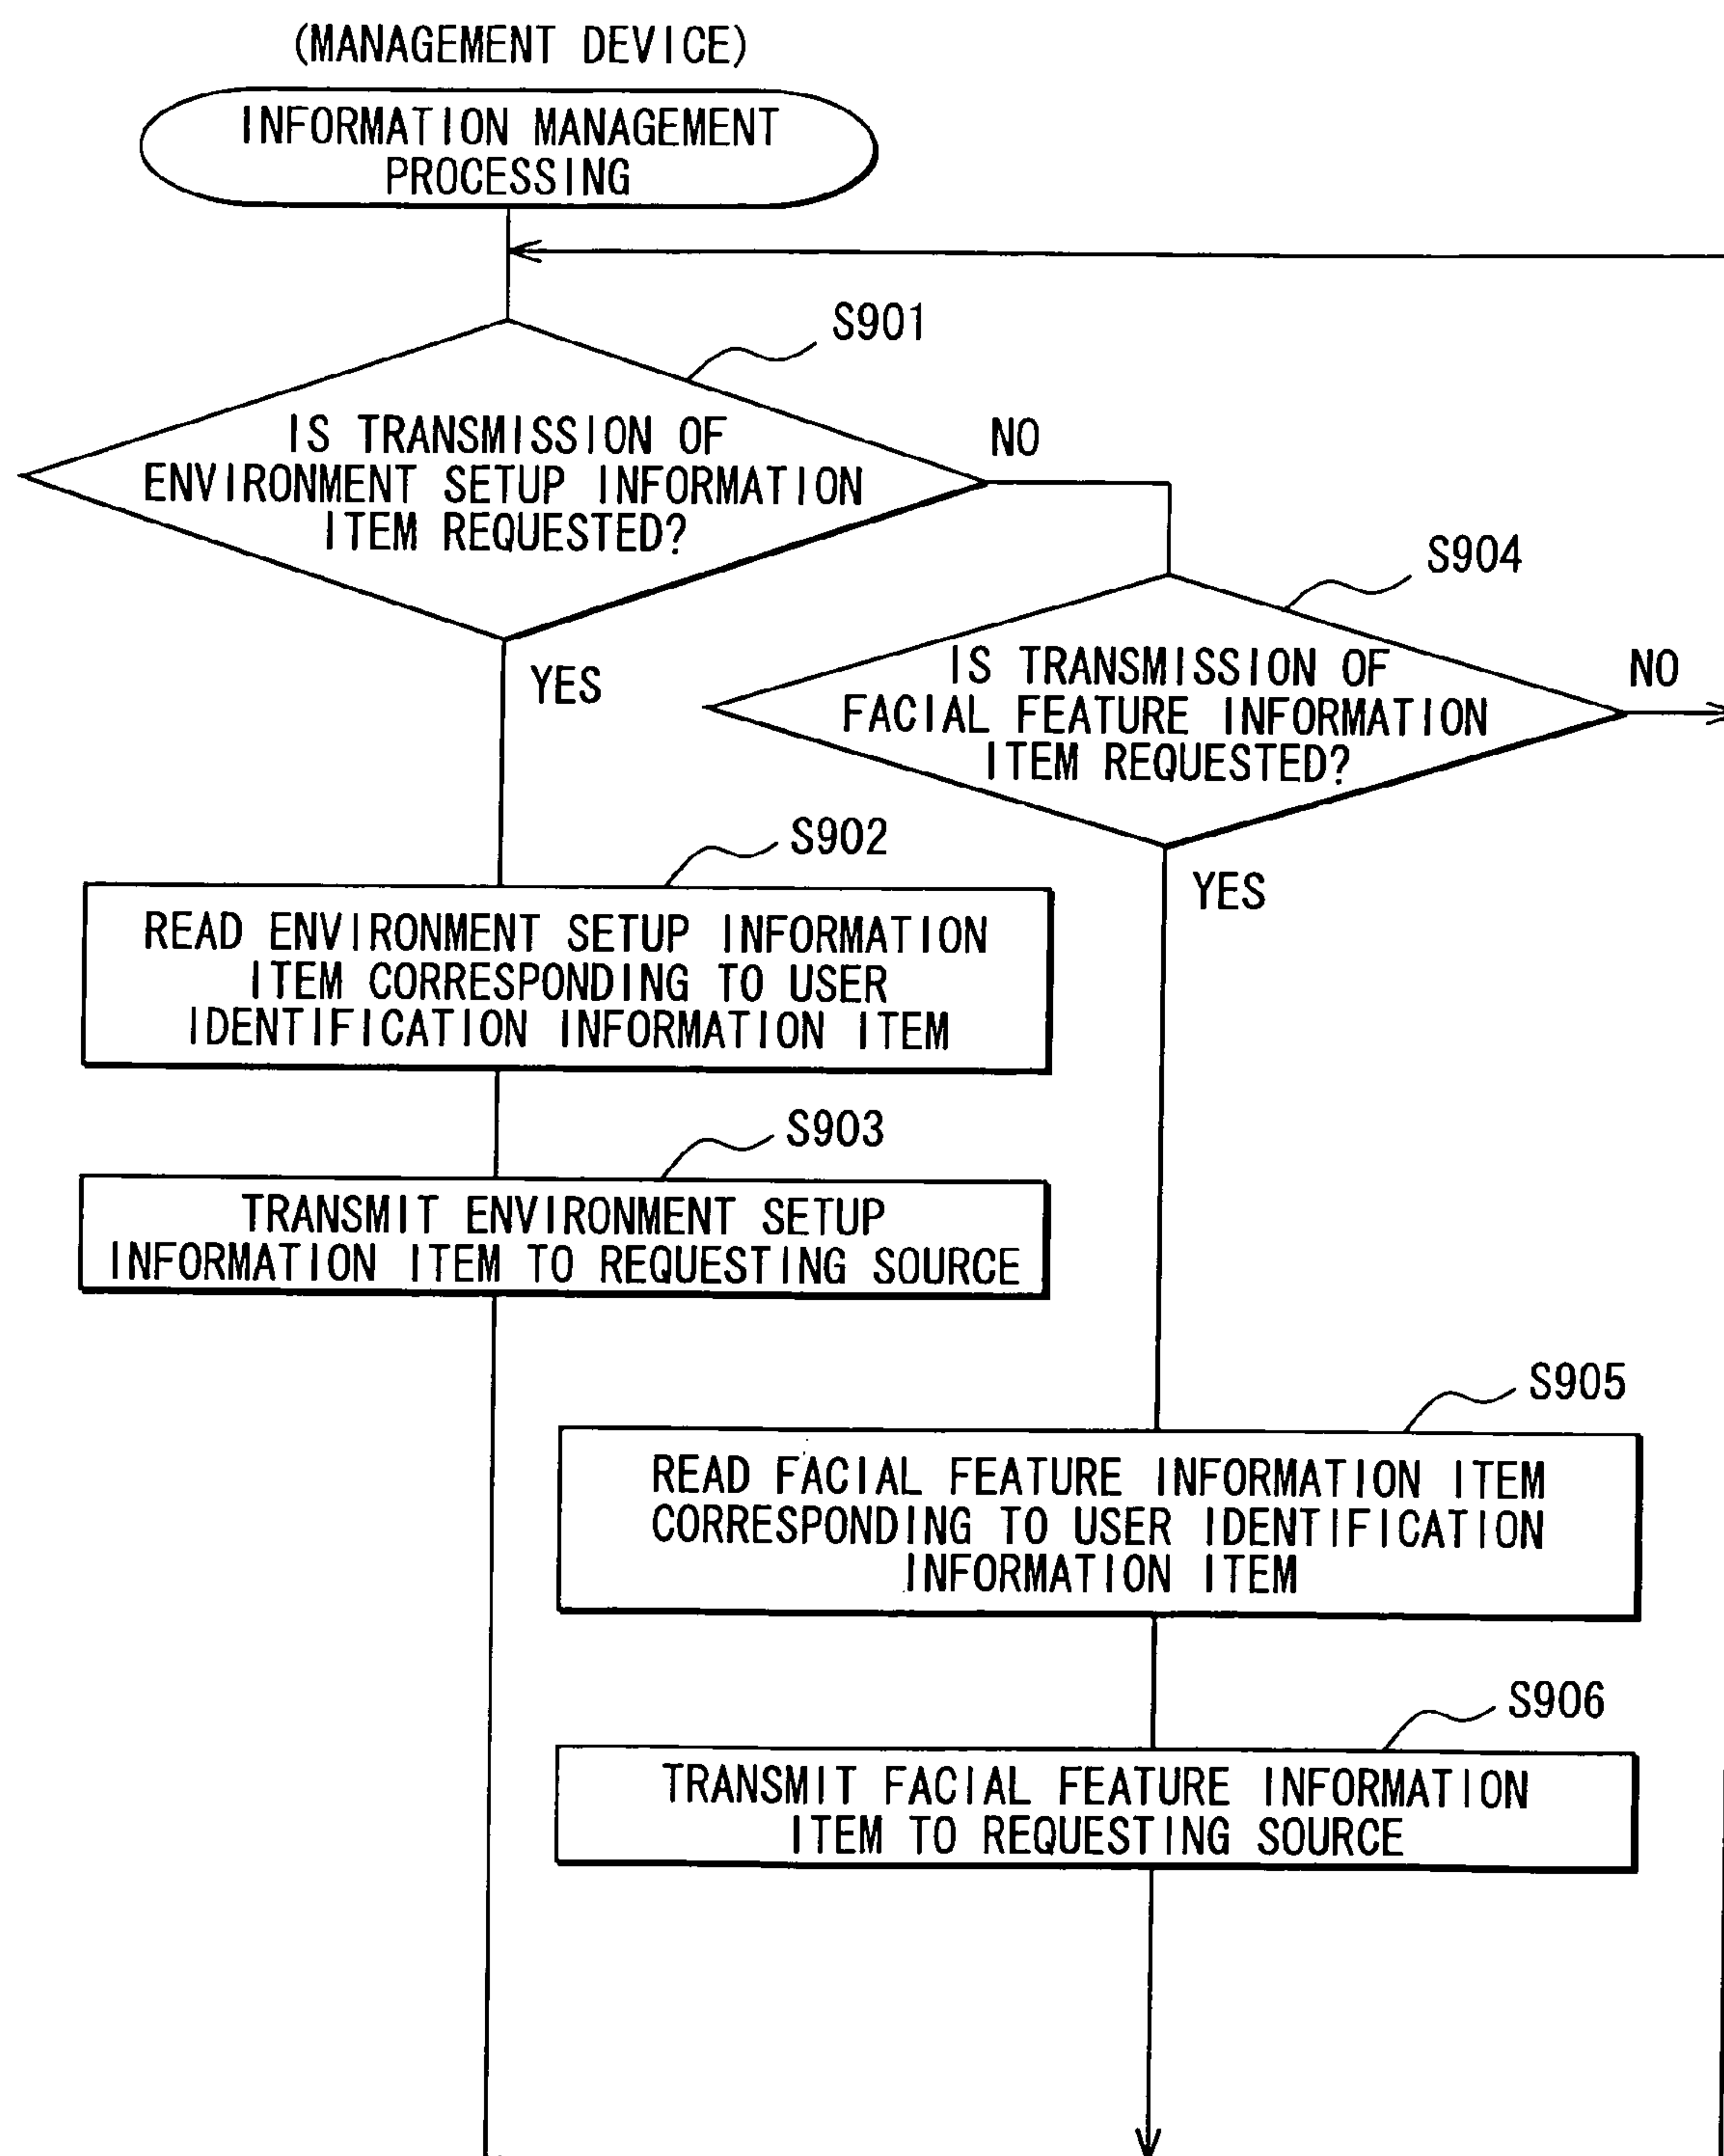 (MANAGEMENT DEVICE)
INFORMATION MANAGEMENT
PROCESSING
S901
IS TRANSMISSION OF
ENVIRONMENT SETUP INFORMATION
ITEM REQUESTED?
NO
YES
S904
IS TRANSMISSION OF
FACIAL FEATURE INFORMATION
ITEM REQUESTED?
NO
YES
S902
READ ENVIRONMENT SETUP INFORMATION
ITEM CORRESPONDING TO USER
IDENTIFICATION INFORMATION ITEM
S903
TRANSMIT ENVIRONMENT SETUP
INFORMATION ITEM TO REQUESTING SOURCE
S905
READ FACIAL FEATURE INFORMATION ITEM
CORRESPONDING TO USER IDENTIFICATION
INFORMATION ITEM
S906
TRANSMIT FACIAL FEATURE INFORMATION
ITEM TO REQUESTING SOURCE